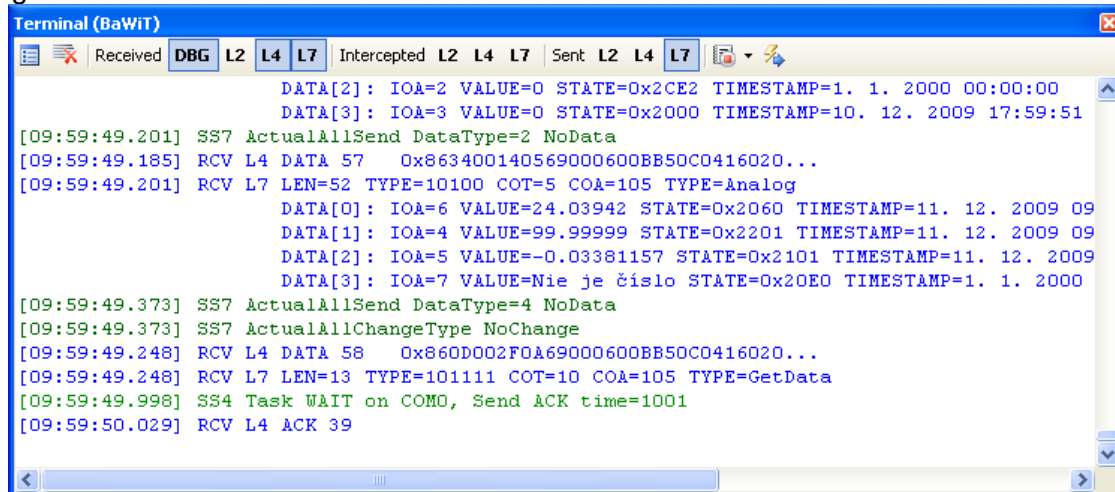 Terminal (BaWiT)
Received DBG L2 L4 L7 Intercepted L2 L4 L7 Sent L2 L4 L7
DATA[2]: IOA=2 VALUE=0 STATE=0x2CE2 TIMESTAMP=1. 1. 2000 00:00:00
DATA[3]: IOA=3 VALUE=0 STATE=0x2000 TIMESTAMP=10. 12. 2009 17:59:51
[09:59:49.201] SS7 ActualAllSend DataType=2 NoData
[09:59:49.185] RCV L4 DATA 57 0x863400140569000600BB50C0416020...
[09:59:49.201] RCV L7 LEN=52 TYPE=10100 COT=5 COA=105 TYPE=Analog
DATA[0]: IOA=6 VALUE=24.03942 STATE=0x2060 TIMESTAMP=11. 12. 2009 09
DATA[1]: IOA=4 VALUE=99.99999 STATE=0x2201 TIMESTAMP=11. 12. 2009 09
DATA[2]: IOA=5 VALUE=-0.03381157 STATE=0x2101 TIMESTAMP=11. 12. 2009
DATA[3]: IOA=7 VALUE=Nie je číslo STATE=0x20E0 TIMESTAMP=1. 1. 2000
[09:59:49.373] SS7 ActualAllSend DataType=4 NoData
[09:59:49.373] SS7 ActualAllChangeType NoChange
[09:59:49.248] RCV L4 DATA 58 0x860D002F0A69000600BB50C0416020...
[09:59:49.248] RCV L7 LEN=13 TYPE=101111 COT=10 COA=105 TYPE=GetData
[09:59:49.998] SS4 Task WAIT on COM0, Send ACK time=1001
[09:59:50.029] RCV L4 ACK 39